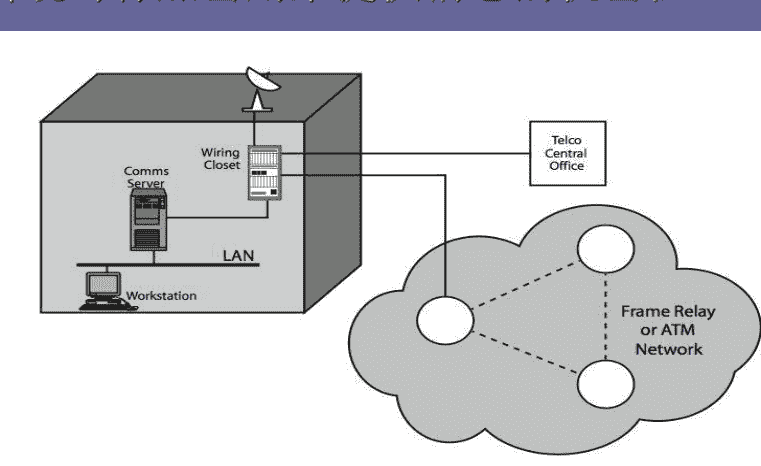 Telco
Central
Office
Wiring
Closet
Comms
Server
LAN
Workstation
Frame Relay
or ATM
Network